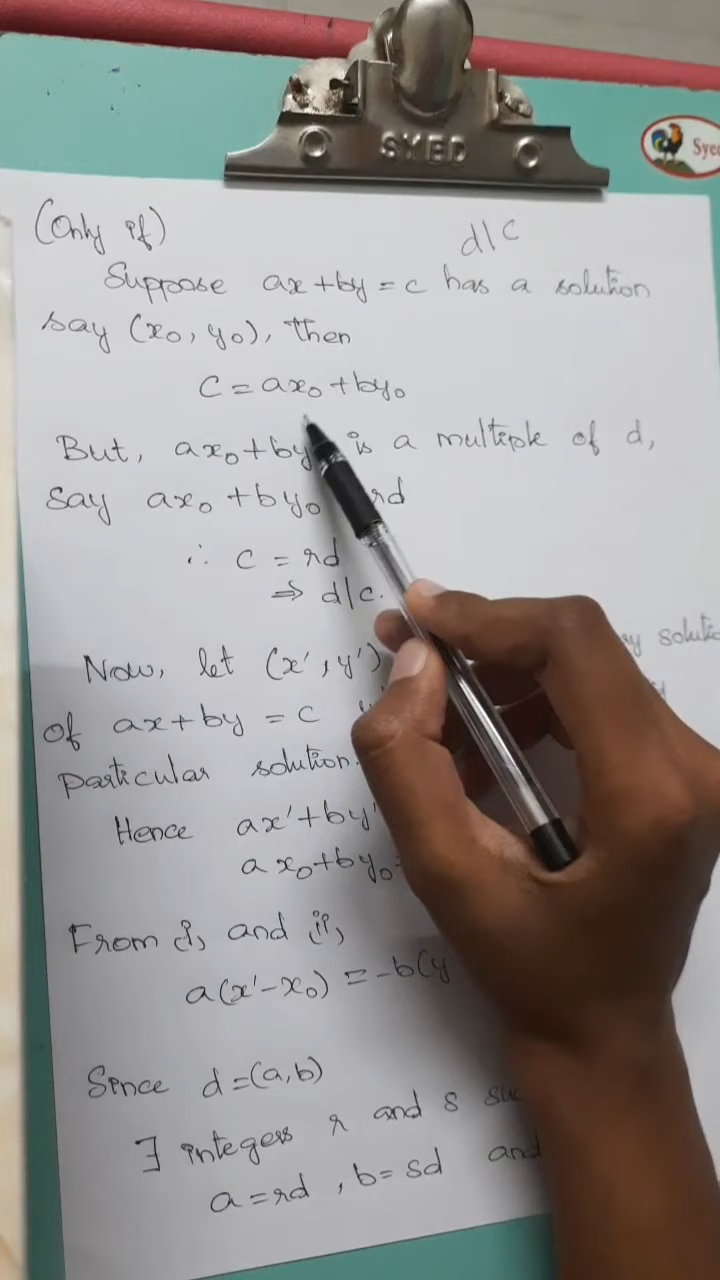 SYED
Syed
(Only if)
d|c
Suppose ax + by = c has a solution
say (x₀, y₀), then
c = ax₀ + by₀
But, ax₀ + by is a multiple of d,
say ax₀ + by₀ rd
∴ c = rd
⇒ d|c.
Now, let (x', y') solutio
of ax + by = c
particular solution.
Hence ax' + by'
ax₀ + by₀
From i, and ii,
a(x' - x₀) = -b(y
Since d = (a, b)
∃ integers r and s
a = rd, b = sd and